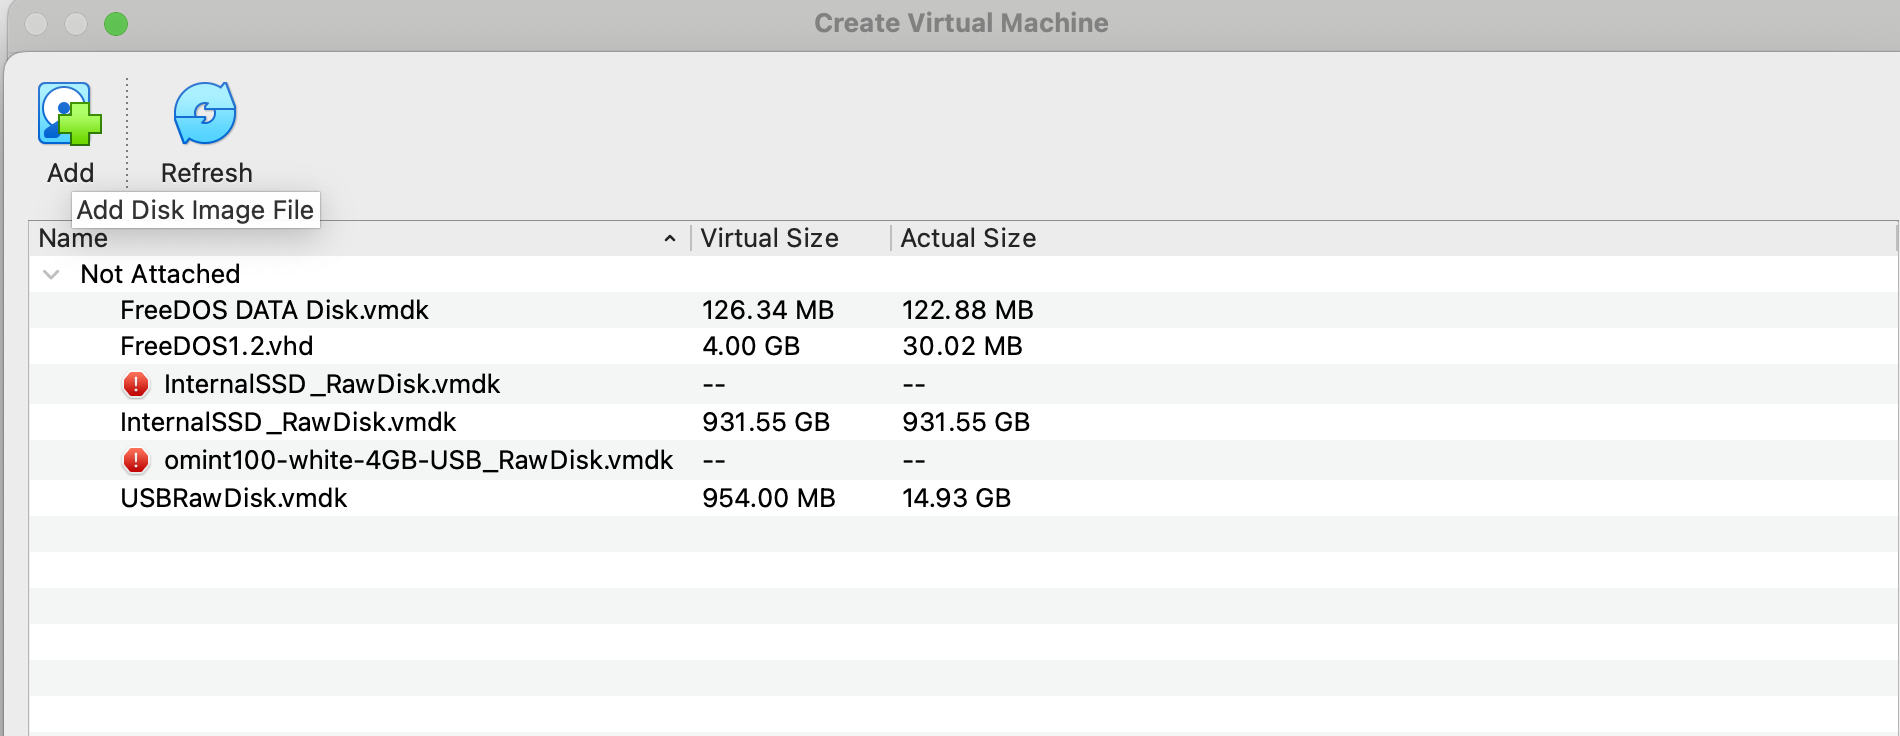 Create Virtual Machine
Add
Refresh
Add Disk Image File
Name Virtual Size Actual Size
Not Attached
FreeDOS DATA Disk.vmdk 126.34 MB 122.88 MB
FreeDOS1.2.vhd 4.00 GB 30.02 MB
InternalSSD_RawDisk.vmdk -- --
InternalSSD_RawDisk.vmdk 931.55 GB 931.55 GB
omint100-white-4GB-USB_RawDisk.vmdk -- --
USBRawDisk.vmdk 954.00 MB 14.93 GB